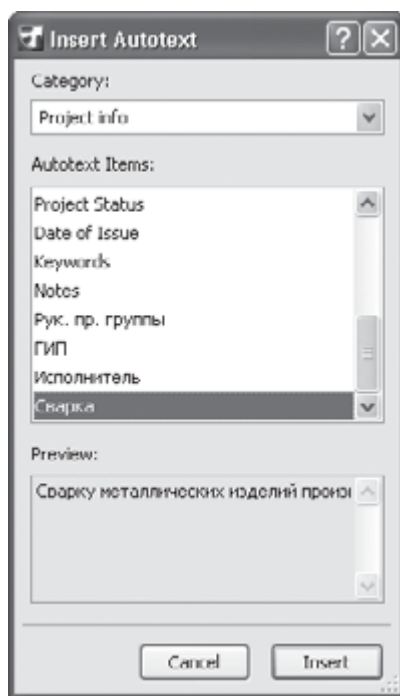 Insert Autotext
Category:
Project info
Autotext Items:
Project Status
Date of Issue
Keywords
Notes
Рук. пр. группы
ГИП
Исполнитель
Сварка
Preview:
Сварку металлических изделий произ
Cancel
Insert